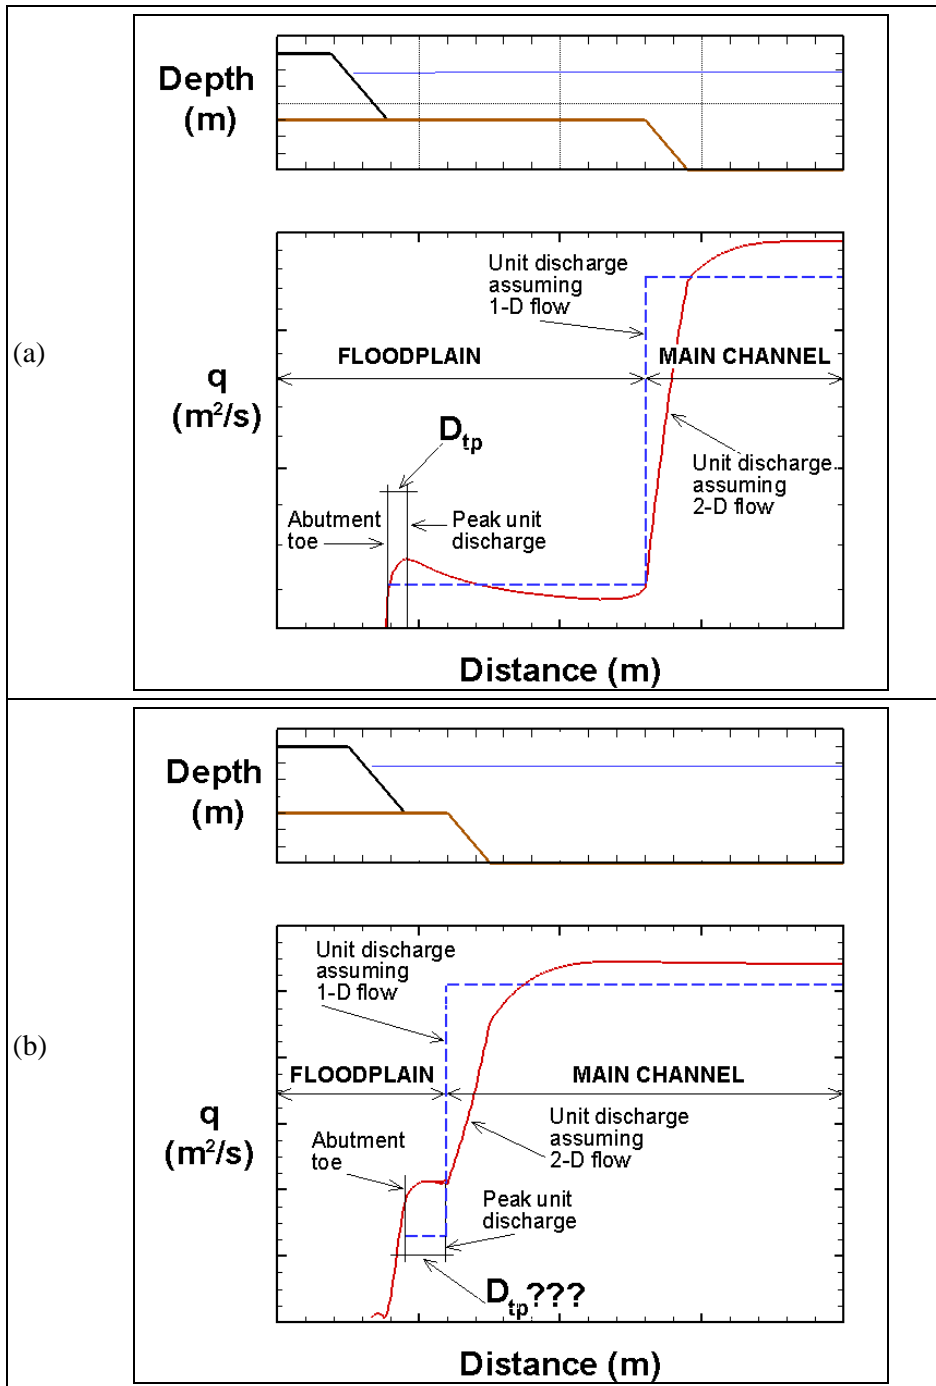 (a)
Depth
(m)
Unit discharge
assuming
1-D flow
FLOODPLAIN
MAIN CHANNEL
q
(m²/s)
Dtp
Unit discharge
assuming
2-D flow
Abutment
toe
Peak unit
discharge
Distance (m)
(b)
Depth
(m)
Unit discharge
assuming
1-D flow
FLOODPLAIN
MAIN CHANNEL
q
(m²/s)
Abutment
toe
Unit discharge
assuming
2-D flow
Peak unit
discharge
Dtp???
Distance (m)